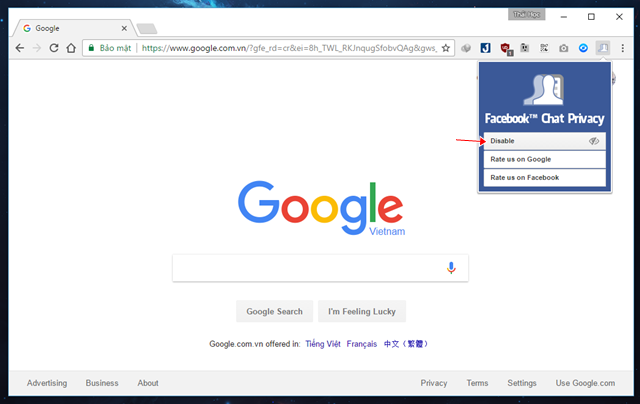 Thái Học
Google
Bảo mật
https://www.google.com.vn/?gfe_rd=cr&ei=8h_TWL_RKJnqugSfobvQAg&gws_
1
Facebook™ Chat Privacy
Disable
Rate us on Google
Rate us on Facebook
Google
Vietnam
Google Search
I'm Feeling Lucky
Google.com.vn offered in: Tiếng Việt Français 中文（繁體）
Advertising Business About Privacy Terms Settings Use Google.com